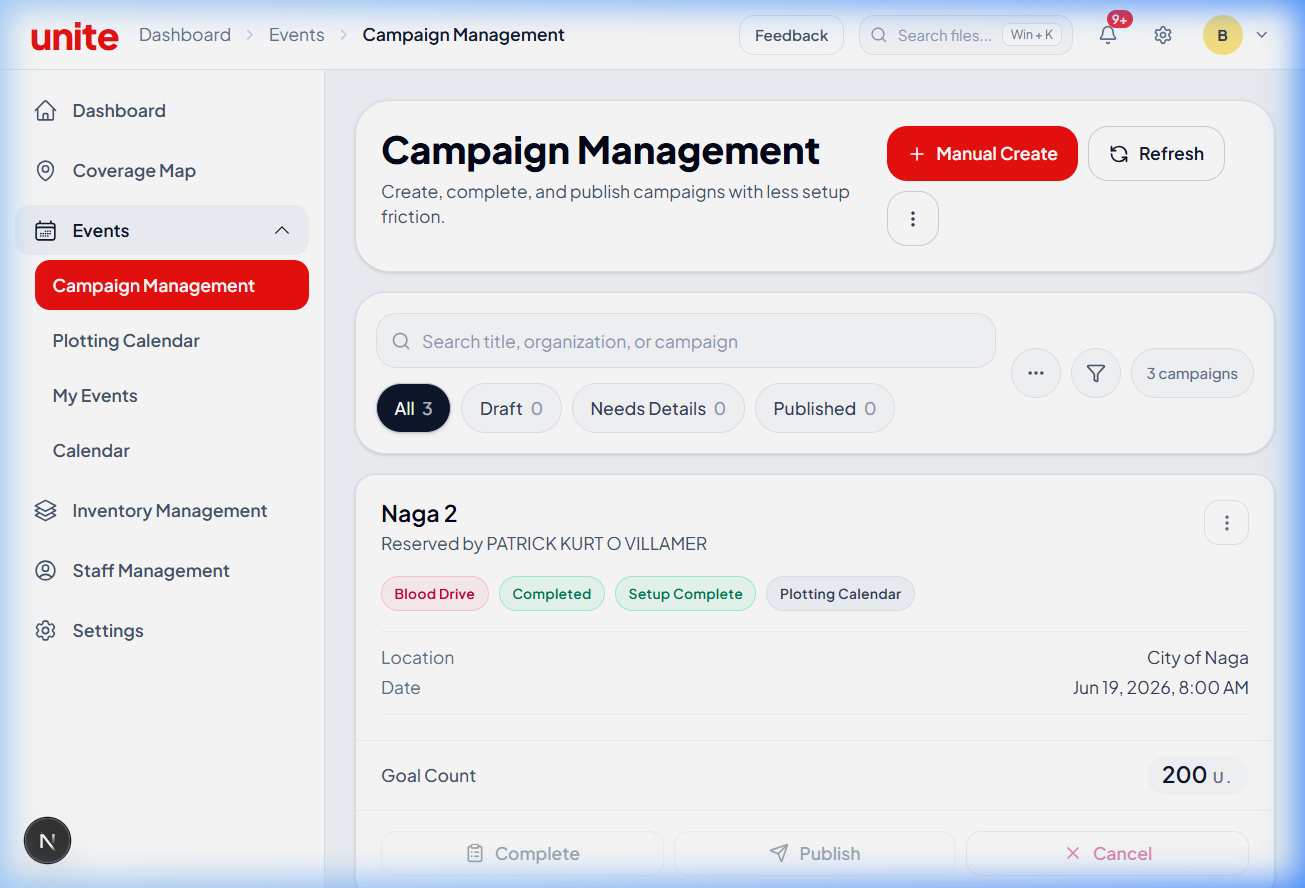 unite Dashboard Events Campaign Management Feedback Search files... Win + K 9+ B
Dashboard
Coverage Map
Events
Campaign Management
Plotting Calendar
My Events
Calendar
Inventory Management
Staff Management
Settings
N
Campaign Management
Create, complete, and publish campaigns with less setup
friction.
Manual Create Refresh
Search title, organization, or campaign
All 3 Draft 0 Needs Details 0 Published 0
3 campaigns
Naga 2
Reserved by PATRICK KURT O VILLAMER
Blood Drive Completed Setup Complete Plotting Calendar
Location City of Naga
Date Jun 19, 2026, 8:00 AM
Goal Count 200 U.
Complete Publish Cancel